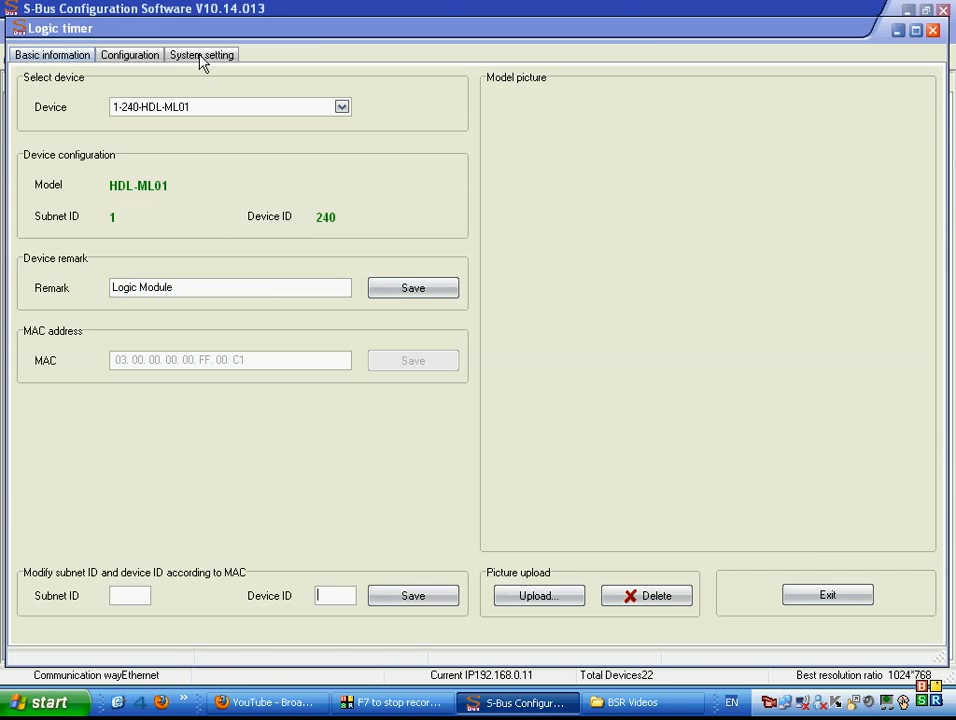 S-Bus Configuration Software V10.14.013
Logic timer
Basic information
Configuration
System setting
Select device
Device
1-240-HDL-ML01
Device configuration
Model
HDL-ML01
Subnet ID
1
Device ID
240
Device remark
Remark
Logic Module
Save
MAC address
MAC
03. 00. 00. 00. 00. FF. 00. C1
Save
Modify subnet ID and device ID according to MAC
Subnet ID
Device ID
Save
Model picture
Picture upload
Upload...
Delete
Exit
Communication wayEthernet
Current IP192.168.0.11
Total Devices22
Best resolution ratio 1024*768
start
YouTube - Broa...
F7 to stop recor...
S-Bus Configur...
BSR Videos
EN
B
S R